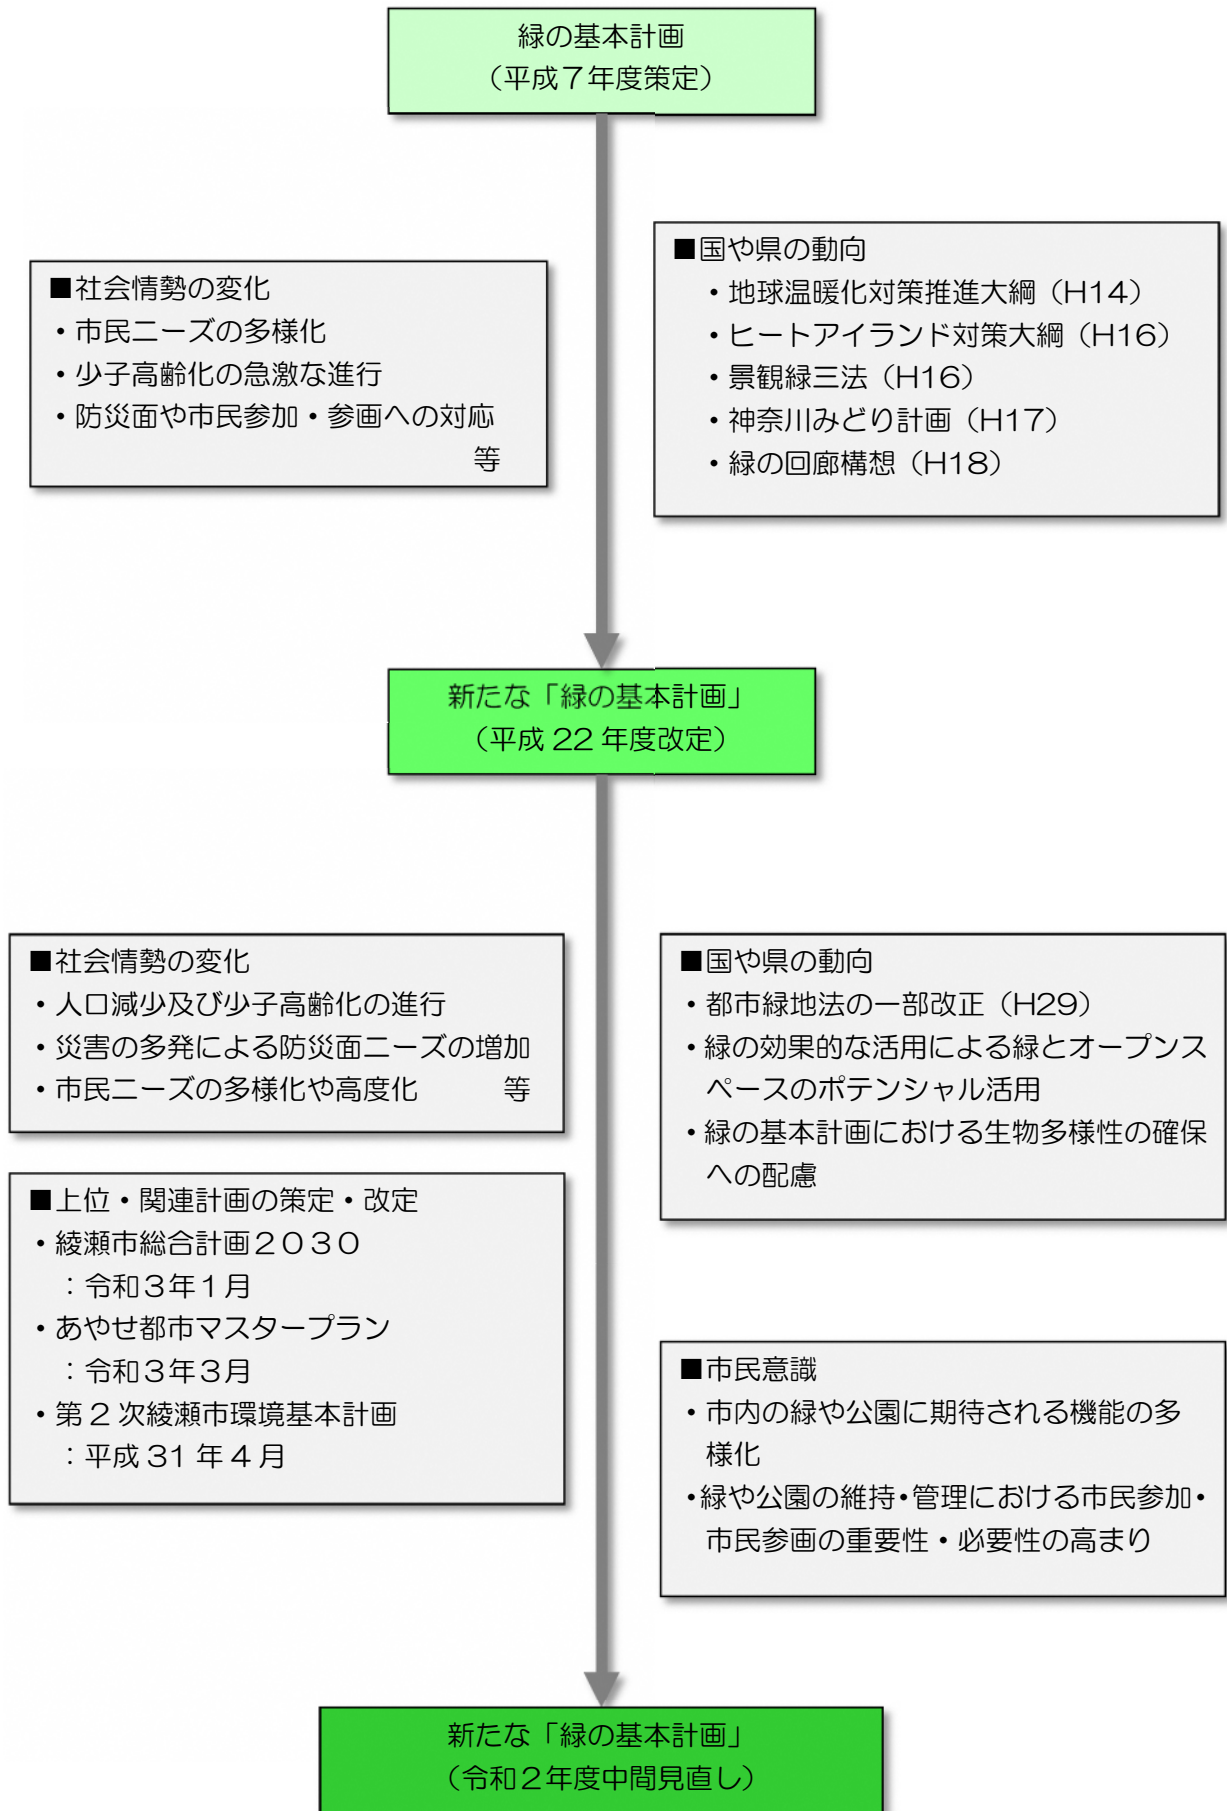 緑の基本計画
（平成７年度策定）
■社会情勢の変化
・市民ニーズの多様化
・少子高齢化の急激な進行
・防災面や市民参加・参画への対応
等
■国や県の動向
・地球温暖化対策推進大綱（H14）
・ヒートアイランド対策大綱（H16）
・景観緑三法（H16）
・神奈川みどり計画（H17）
・緑の回廊構想（H18）
新たな「緑の基本計画」
（平成 22 年度改定）
■社会情勢の変化
・人口減少及び少子高齢化の進行
・災害の多発による防災面ニーズの増加
・市民ニーズの多様化や高度化　　　等
■上位・関連計画の策定・改定
・綾瀬市総合計画２０３０
：令和３年１月
・あやせ都市マスタープラン
：令和３年３月
・第 2 次綾瀬市環境基本計画
：平成 31 年 4 月
■国や県の動向
・都市緑地法の一部改正（H29）
・緑の効果的な活用による緑とオープンス
ペースのポテンシャル活用
・緑の基本計画における生物多様性の確保
への配慮
■市民意識
・市内の緑や公園に期待される機能の多
様化
・緑や公園の維持・管理における市民参加・
市民参画の重要性・必要性の高まり
新たな「緑の基本計画」
（令和２年度中間見直し）